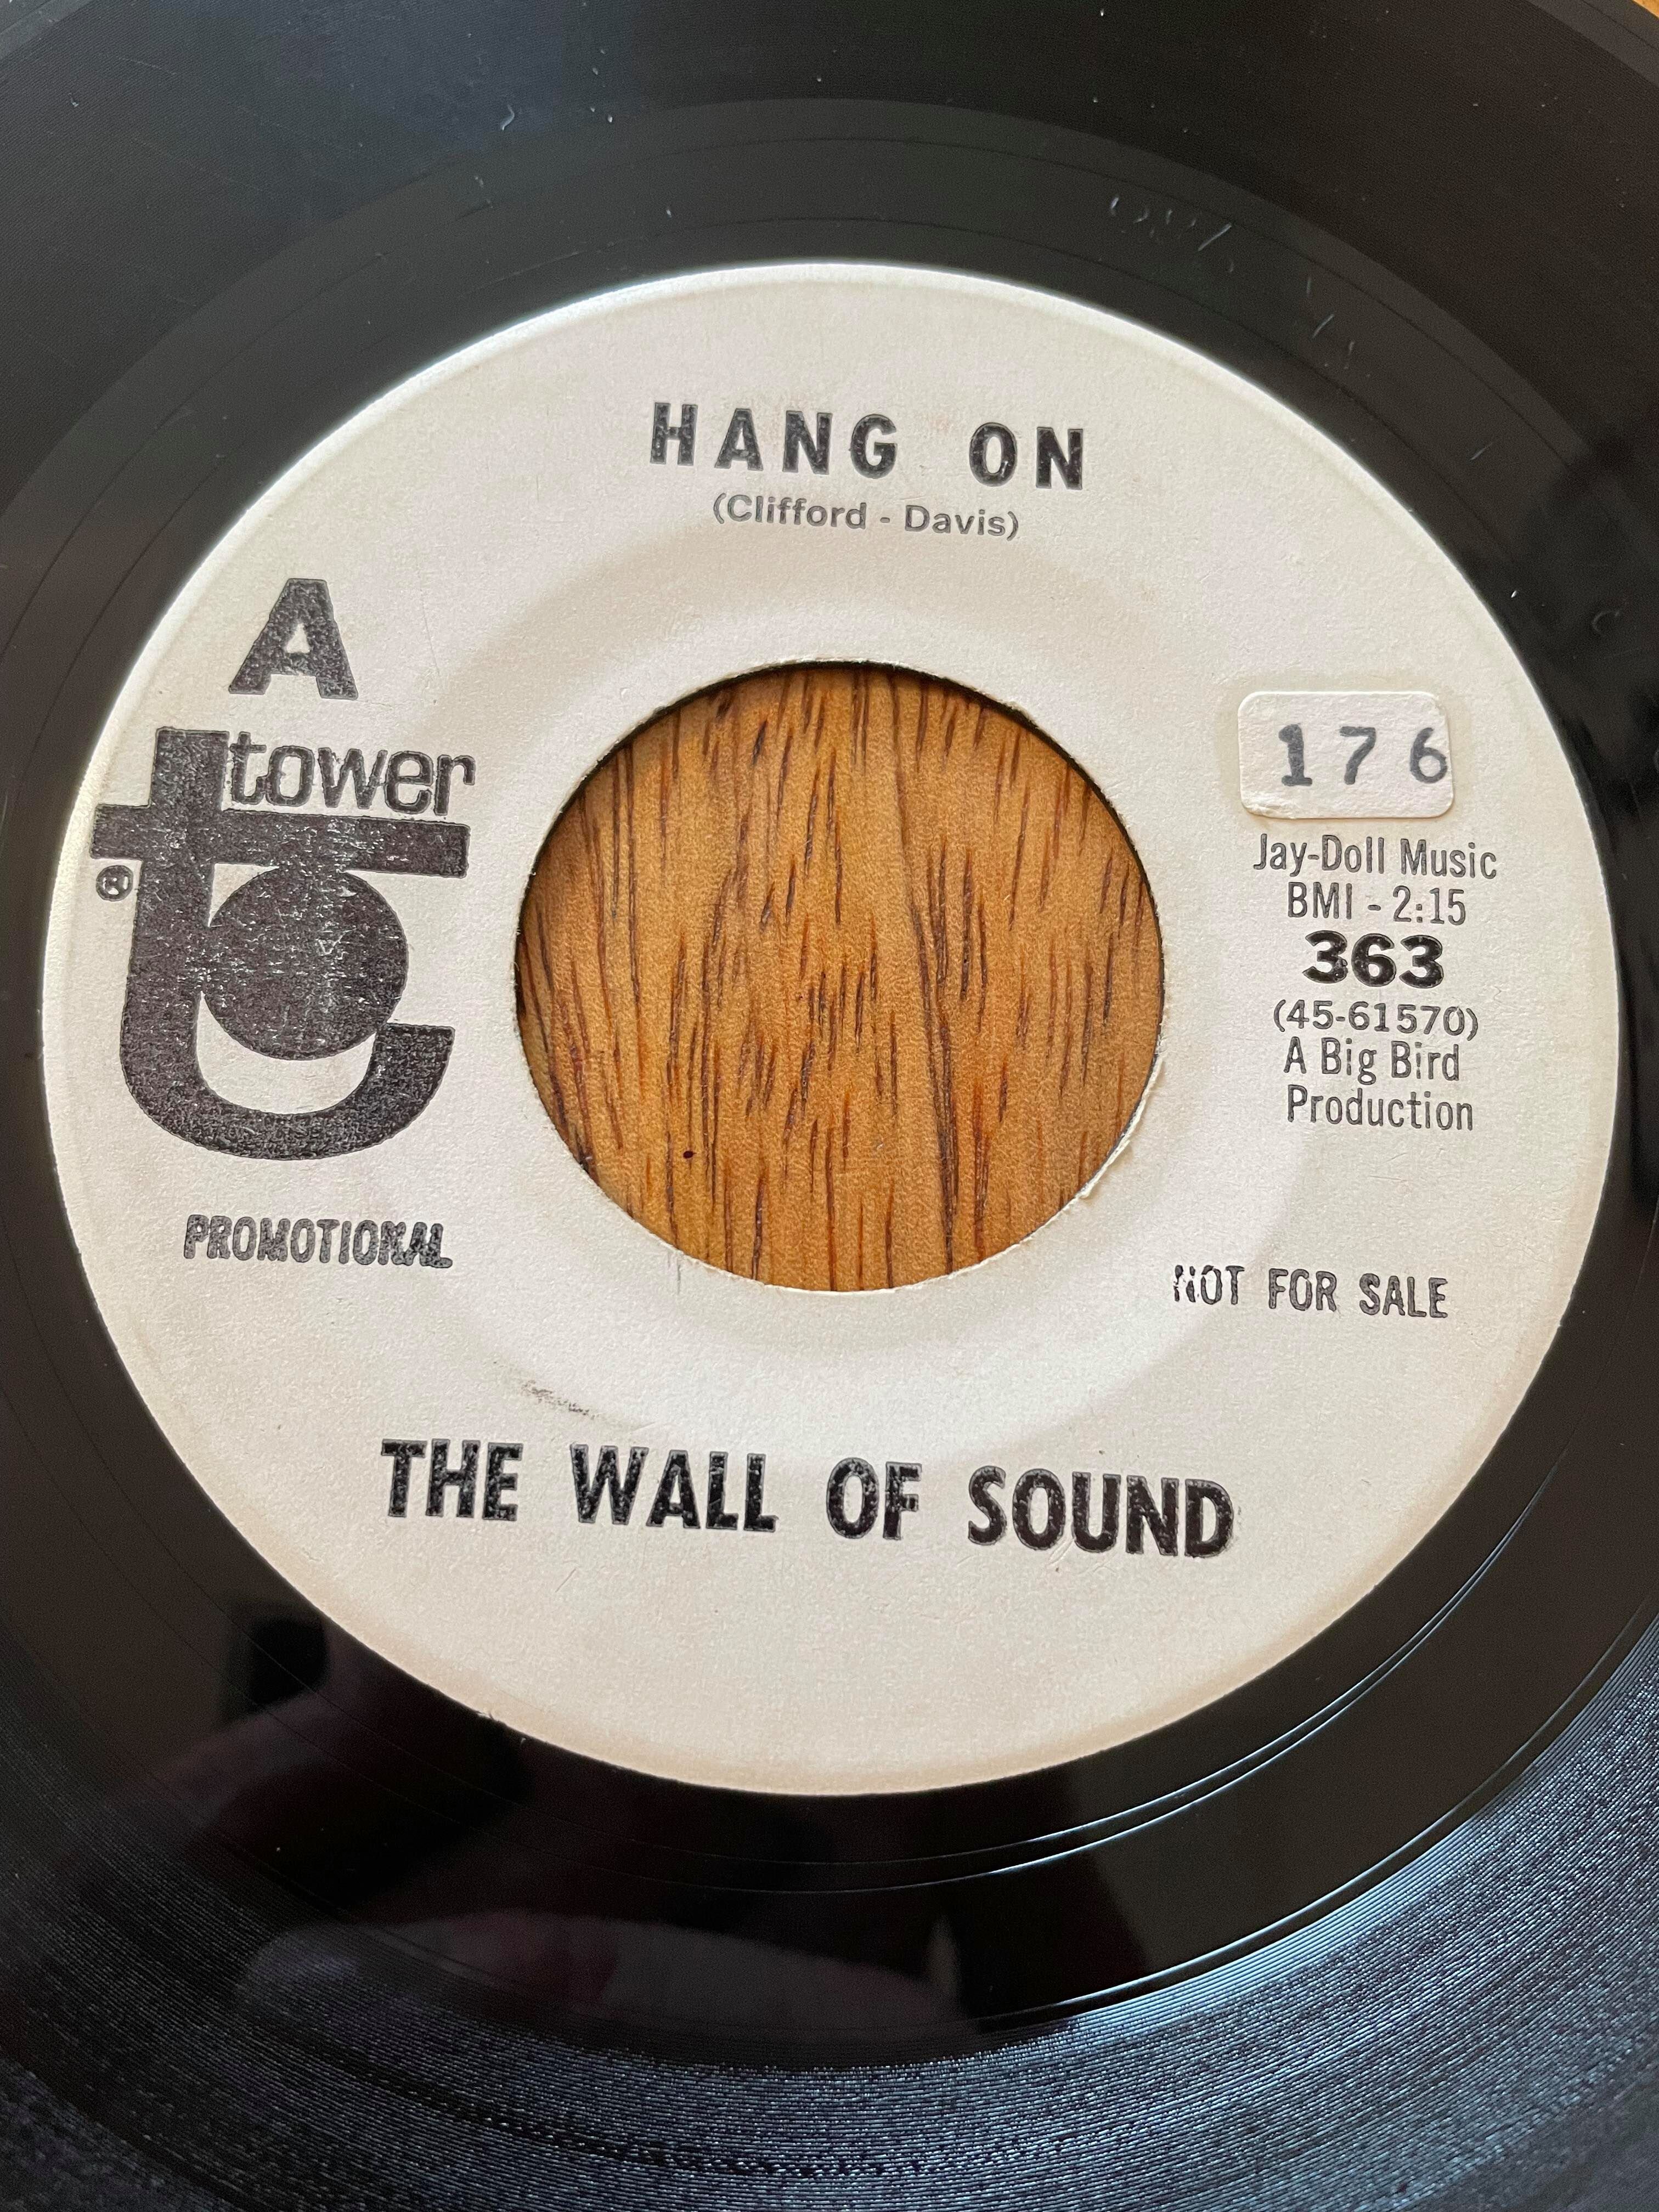 HANG ON
(Clifford - Davis)
A
tower
®
176
Jay-Doll Music
BMI - 2:15
363
(45-61570)
A Big Bird
Production
PROMOTIONAL
NOT FOR SALE
THE WALL OF SOUND